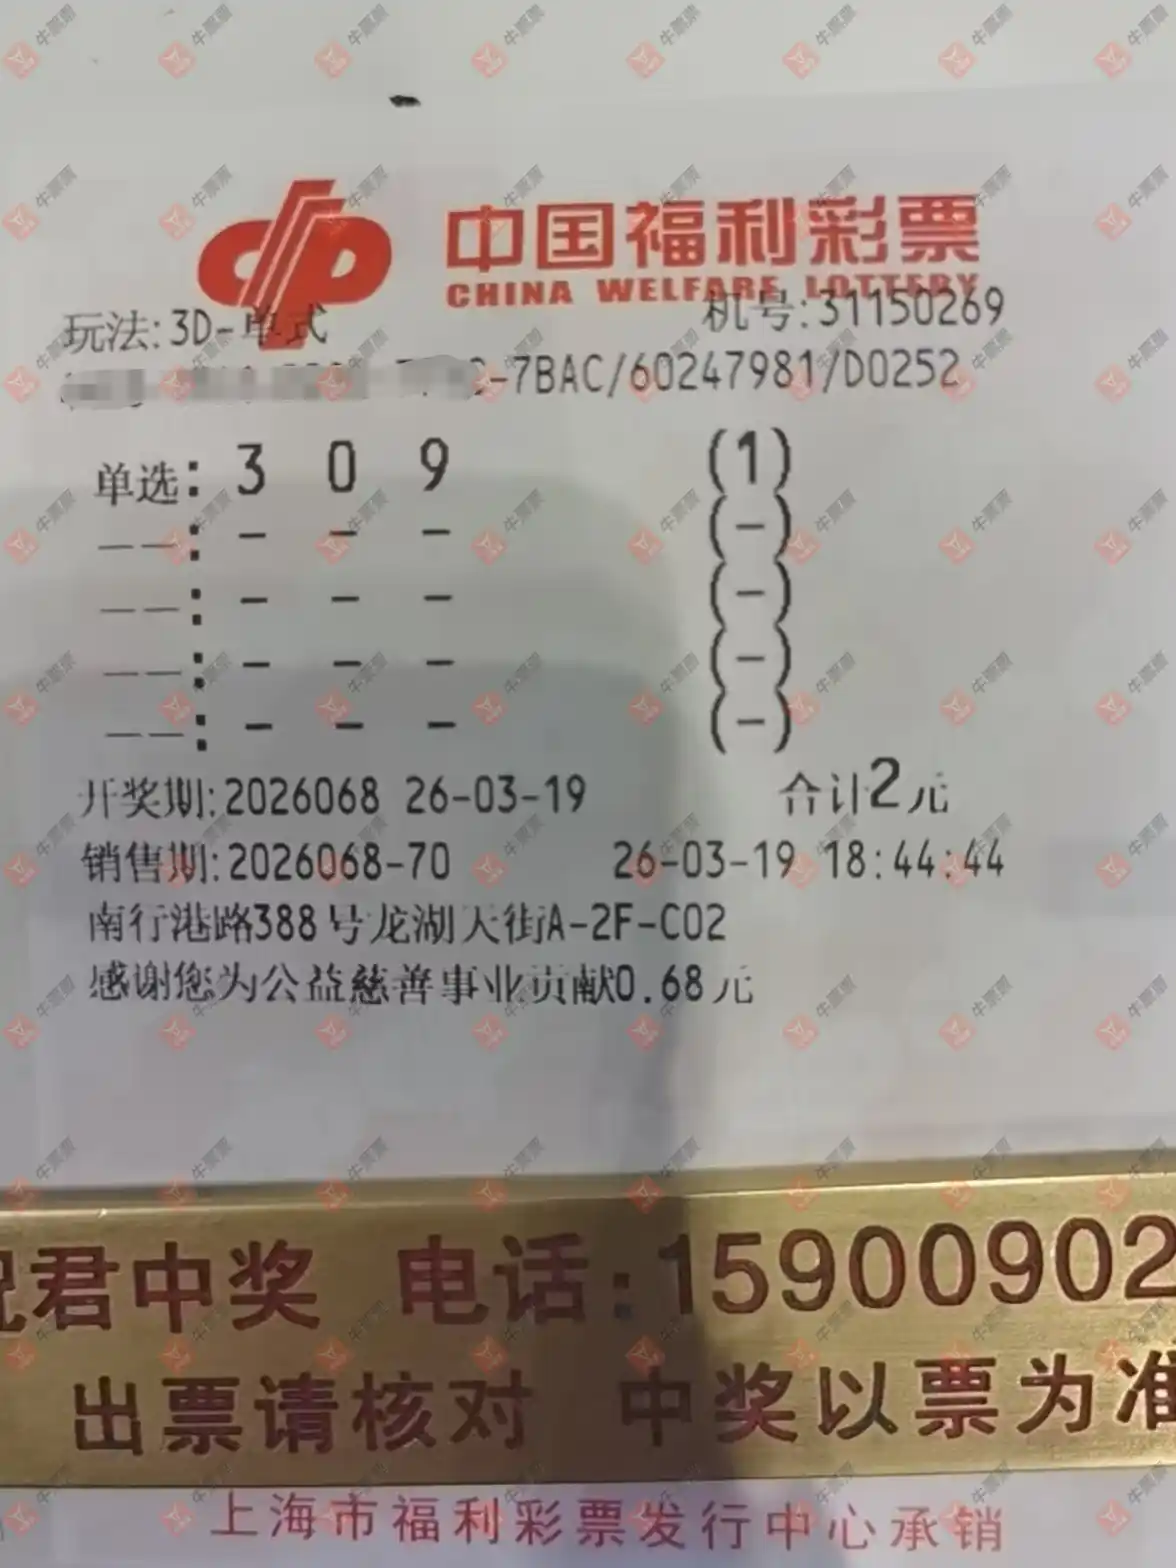 中国福利彩票
CHINA WELFARE LOTTERY
玩法:3D-单式 机号:31150269
-7BAC/60247981/D0252
单选: 3 0 9 (1)
——: - - - (-)
——: - - - (-)
——: - - - (-)
——: - - - (-)
开奖期:2026068 26-03-19 合计2元
销售期:2026068-70 26-03-19 18:44:44
南行港路388号龙湖天街A-2F-C02
感谢您为公益慈善事业贡献0.68元
祝君中奖 电话:15900902
出票请核对 中奖以票为准
上海市福利彩票发行中心承销
牛票票